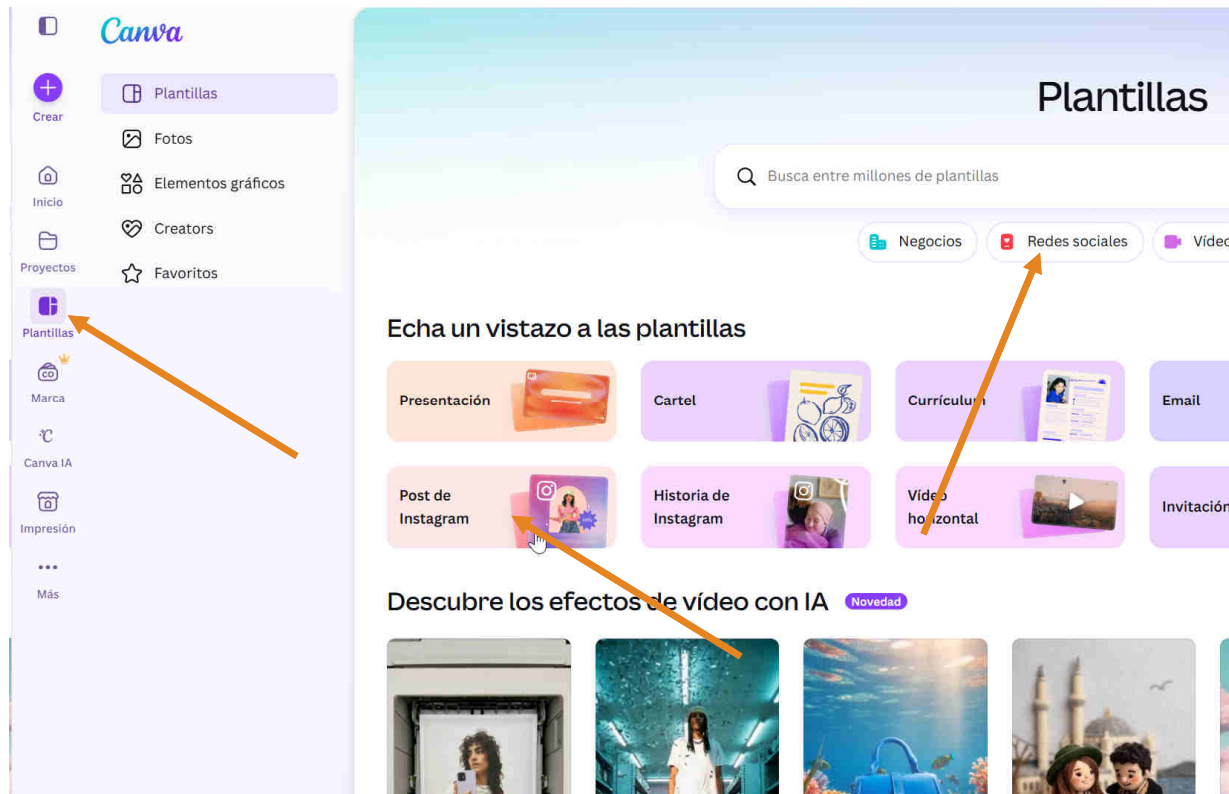 Canva
Crear
Inicio
Proyectos
Plantillas
Marca
Canva IA
Impresión
Más
Plantillas
Fotos
Elementos gráficos
Creators
Favoritos
Plantillas
Busca entre millones de plantillas
Negocios
Redes sociales
Vídeo
Echa un vistazo a las plantillas
Presentación
Cartel
Currículum
Email
Post de
Instagram
Historia de
Instagram
Vídeo
horizontal
Invitación
Descubre los efectos de vídeo con IA
Novedad